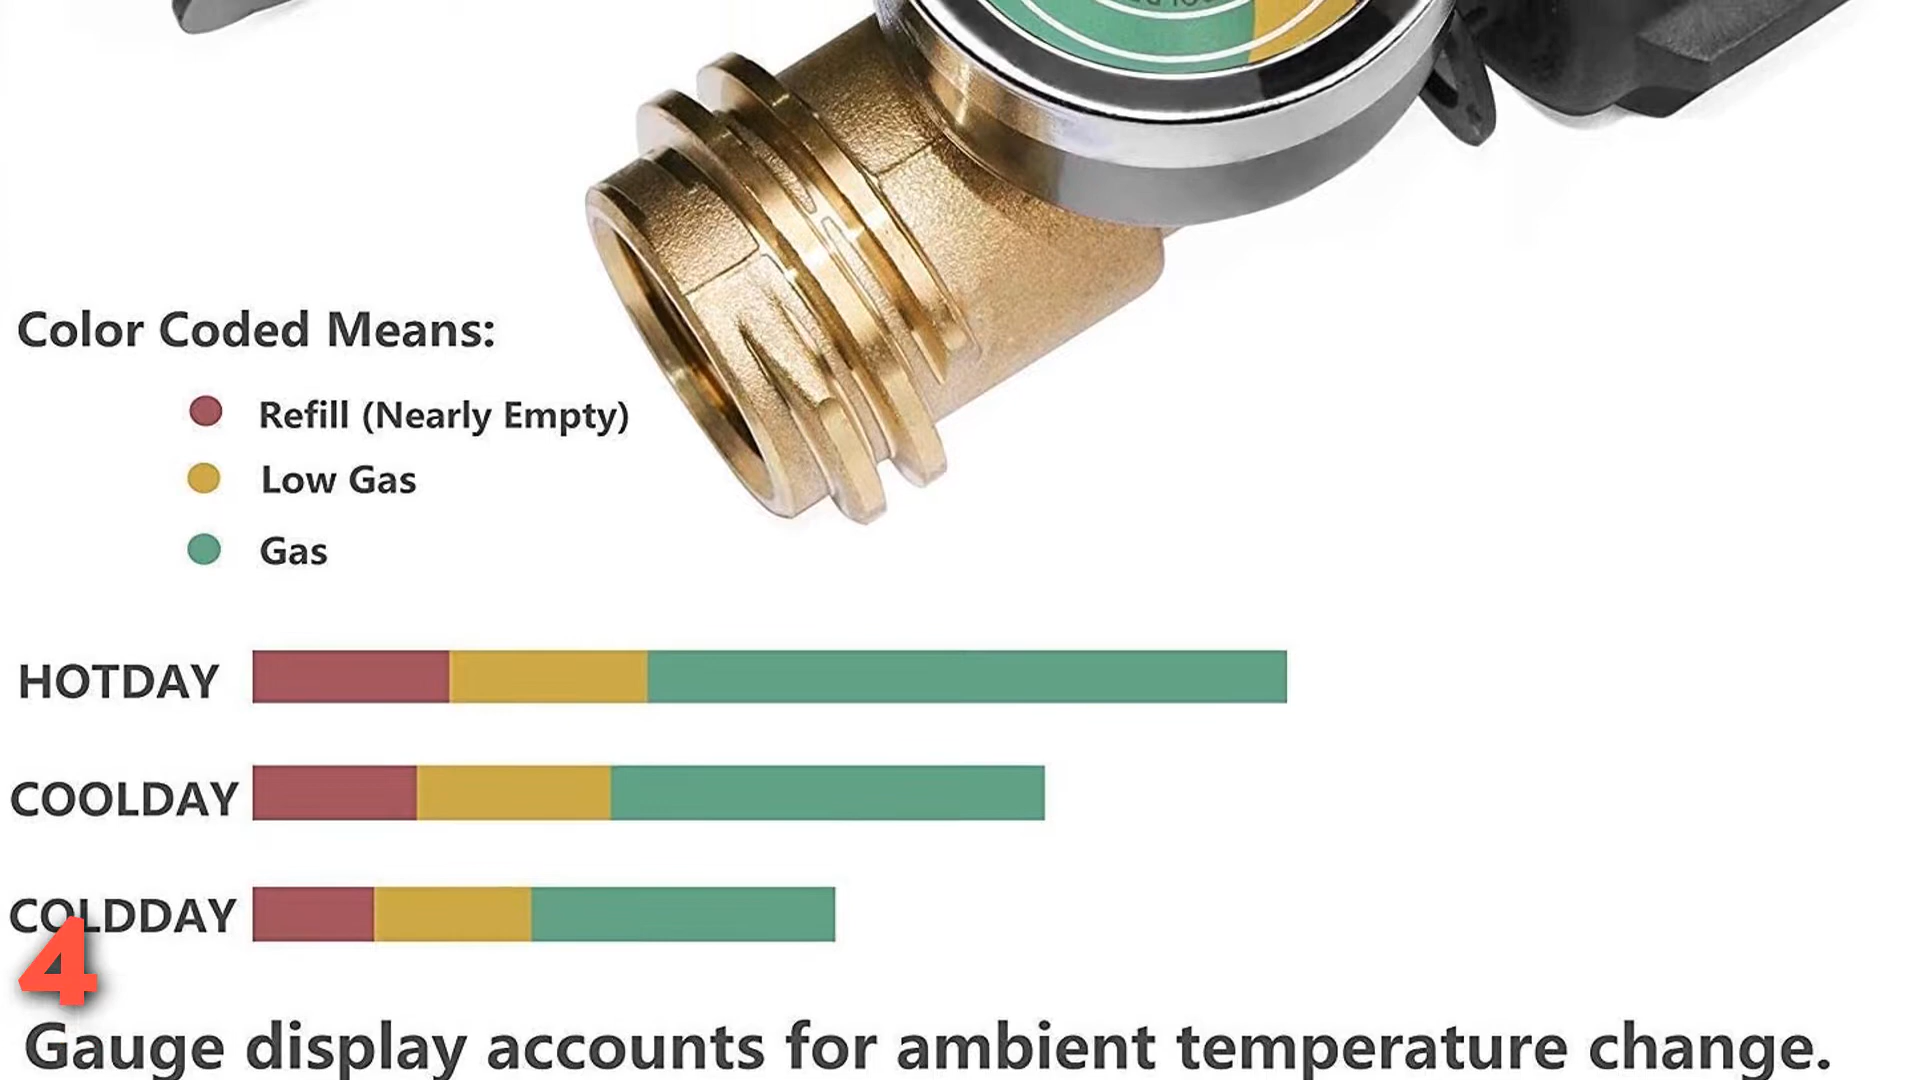 Color Coded Means:
Refill (Nearly Empty)
Low Gas
Gas
HOTDAY
COOLDAY
COLDDAY
4
Gauge display accounts for ambient temperature change.